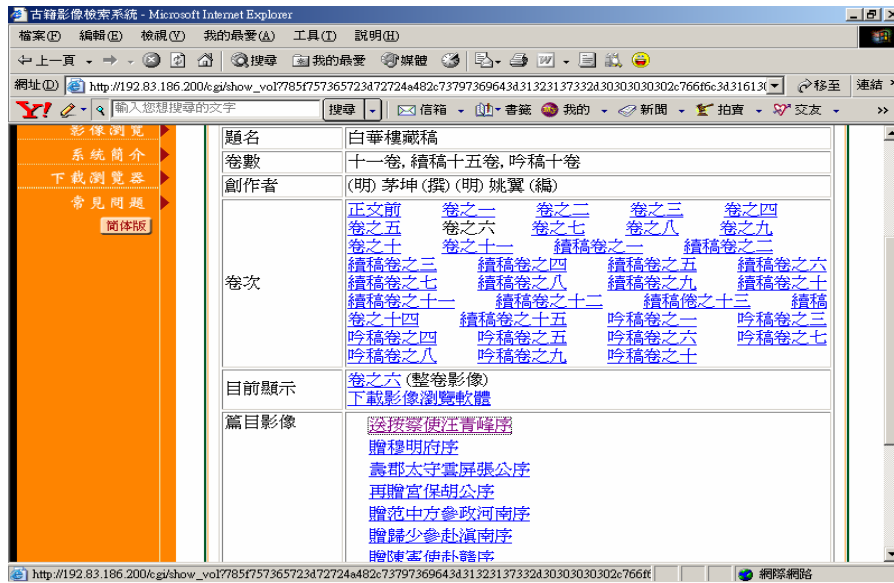 古籍影像檢索系統 - Microsoft Internet Explorer
檔案(F) 編輯(E) 檢視(V) 我的最愛(A) 工具(T) 說明(H)
上一頁 搜尋 我的最愛 媒體
網址(D) 移至 連結
Y! 輸入您想搜尋的文字 搜尋 信箱 書籤 我的 新聞 拍賣 交友 »
影像瀏覽
系統簡介
下載瀏覽器
常見問題
简体版
題名 白華樓藏稿
卷數 十一卷, 續稿十五卷, 吟稿十卷
創作者 (明) 茅坤 (撰) (明) 姚翼 (編)
卷次
正文前 卷之一 卷之二 卷之三 卷之四
卷之五 卷之六 卷之七 卷之八 卷之九
卷之十 卷之十一 續稿卷之一 續稿卷之二
續稿卷之三 續稿卷之四 續稿卷之五 續稿卷之六
續稿卷之七 續稿卷之八 續稿卷之九 續稿卷之十
續稿卷之十一 續稿卷之十二 續稿卷之十三 續稿
卷之十四 續稿卷之十五 吟稿卷之一 吟稿卷之三
吟稿卷之四 吟稿卷之五 吟稿卷之六 吟稿卷之七
吟稿卷之八 吟稿卷之九 吟稿卷之十
目前顯示 卷之六 (整卷影像)
下載影像瀏覽軟體
篇目影像 送按察使汪青峰序
贈穆明府序
壽郡太守雲屏張公序
再贈宮保胡公序
贈范中方參政河南序
贈歸少參赴滇南序
贈陳憲使赴贛序
網際網路